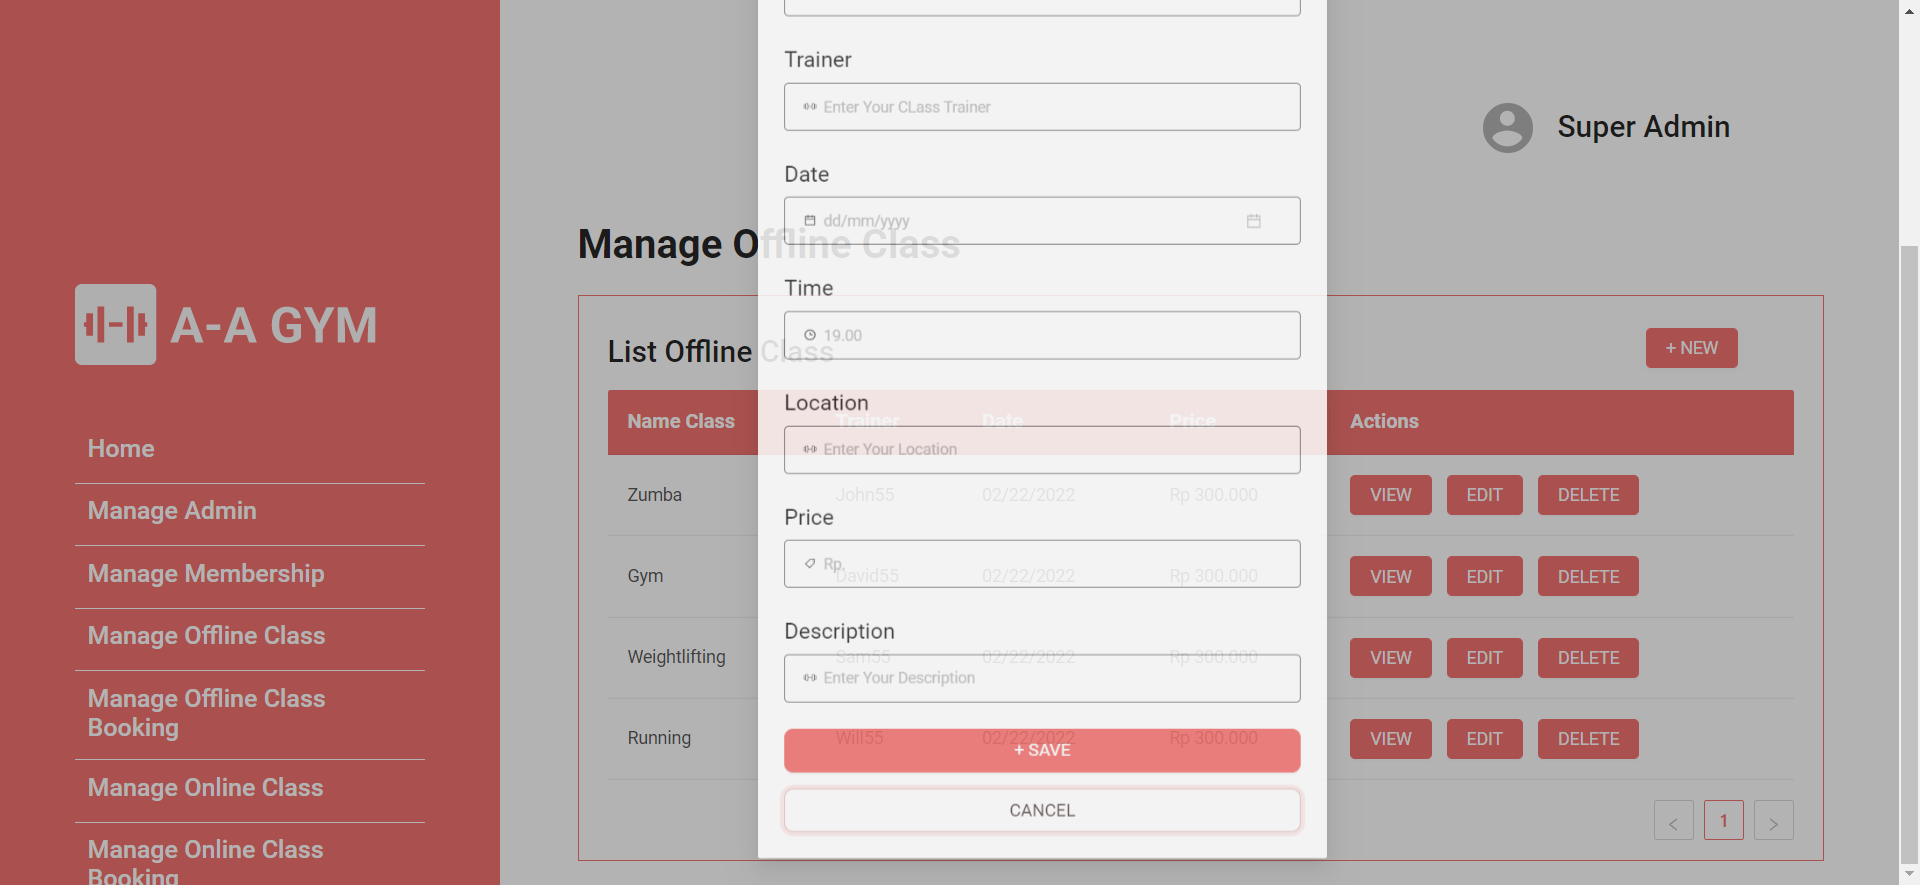 A-A GYM
Home
Manage Admin
Manage Membership
Manage Offline Class
Manage Offline Class
Booking
Manage Online Class
Manage Online Class
Booking
Super Admin
Manage Offline Class
List Offline Class
+ NEW
Name Class Trainer Date Price Actions
Zumba John55 02/22/2022 Rp 300.000 VIEW EDIT DELETE
Gym David55 02/22/2022 Rp 300.000 VIEW EDIT DELETE
Weightlifting Sam55 02/22/2022 Rp 300.000 VIEW EDIT DELETE
Running Will55 02/22/2022 Rp 300.000 VIEW EDIT DELETE
< 1 >
Trainer
Enter Your CLass Trainer
Date
dd/mm/yyyy
Time
19.00
Location
Enter Your Location
Price
Rp.
Description
Enter Your Description
+ SAVE
CANCEL